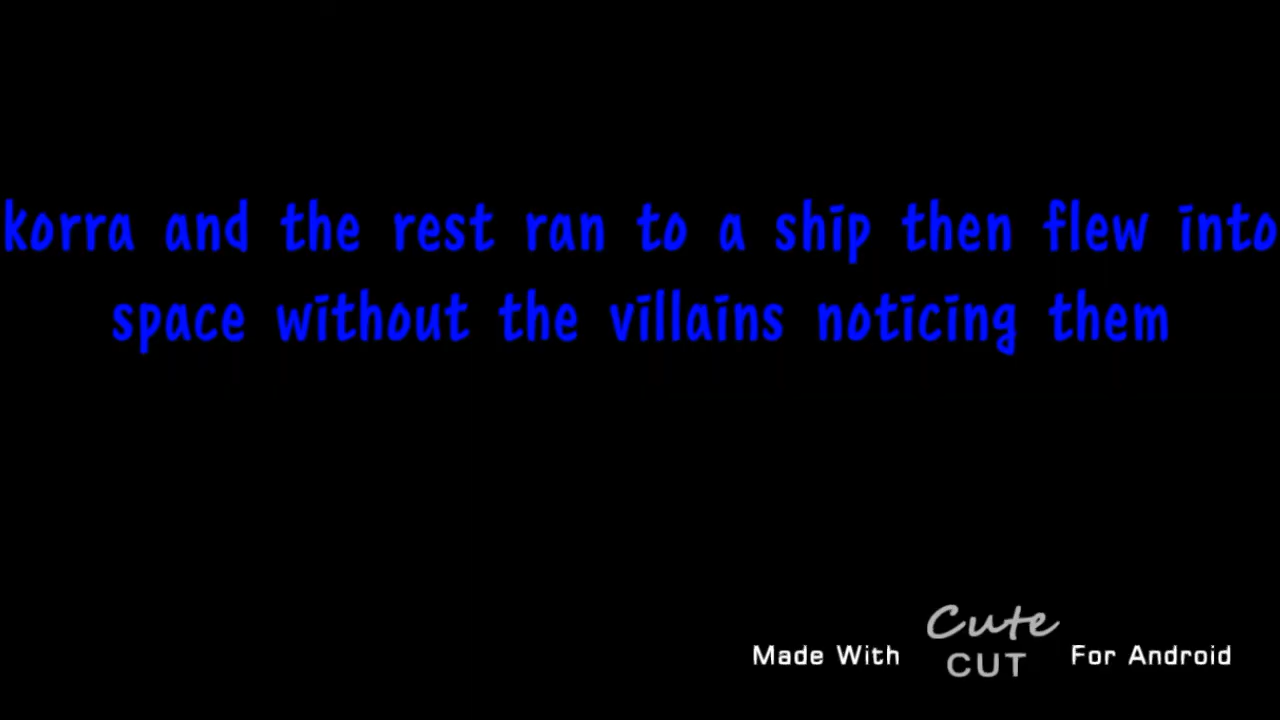 korra and the rest ran to a ship then flew into
space without the villains noticing them
Made With Cute CUT For Android